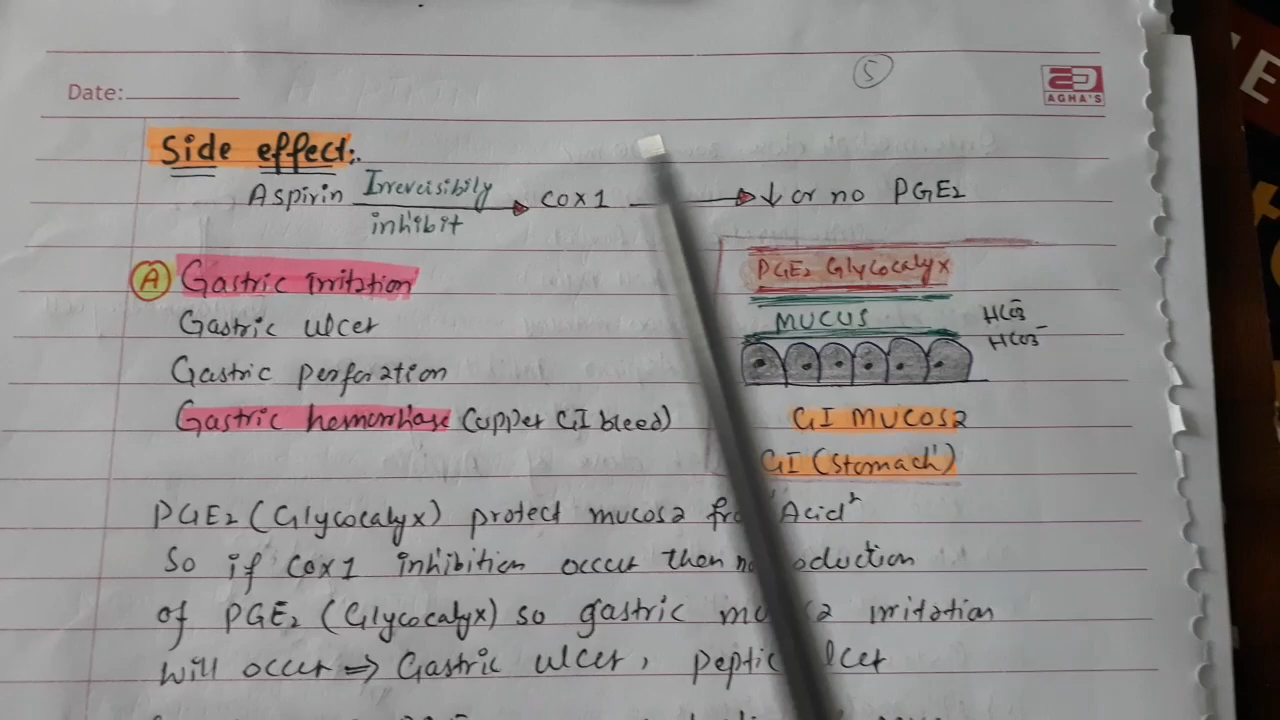 5
Date:
AGHA'S
Side effect:
Aspirin Irreversibily inhibit COX1 ↓ or no PGE2
A Gastric irritation
PGE2 Glycocalyx
Gastric ulcer
MUCUS
HCO3-
HCO3-
Gastric perforation
Gastric hemorrhage (upper GI bleed)
GI MUCOSa
GI (Stomach)
PGE2 (Glycocalyx) protect mucosa Acid
So if COX1 inhibition occur then
of PGE2 (Glycocalyx) so gastric irritation
will occur ⇒ Gastric ulcer,